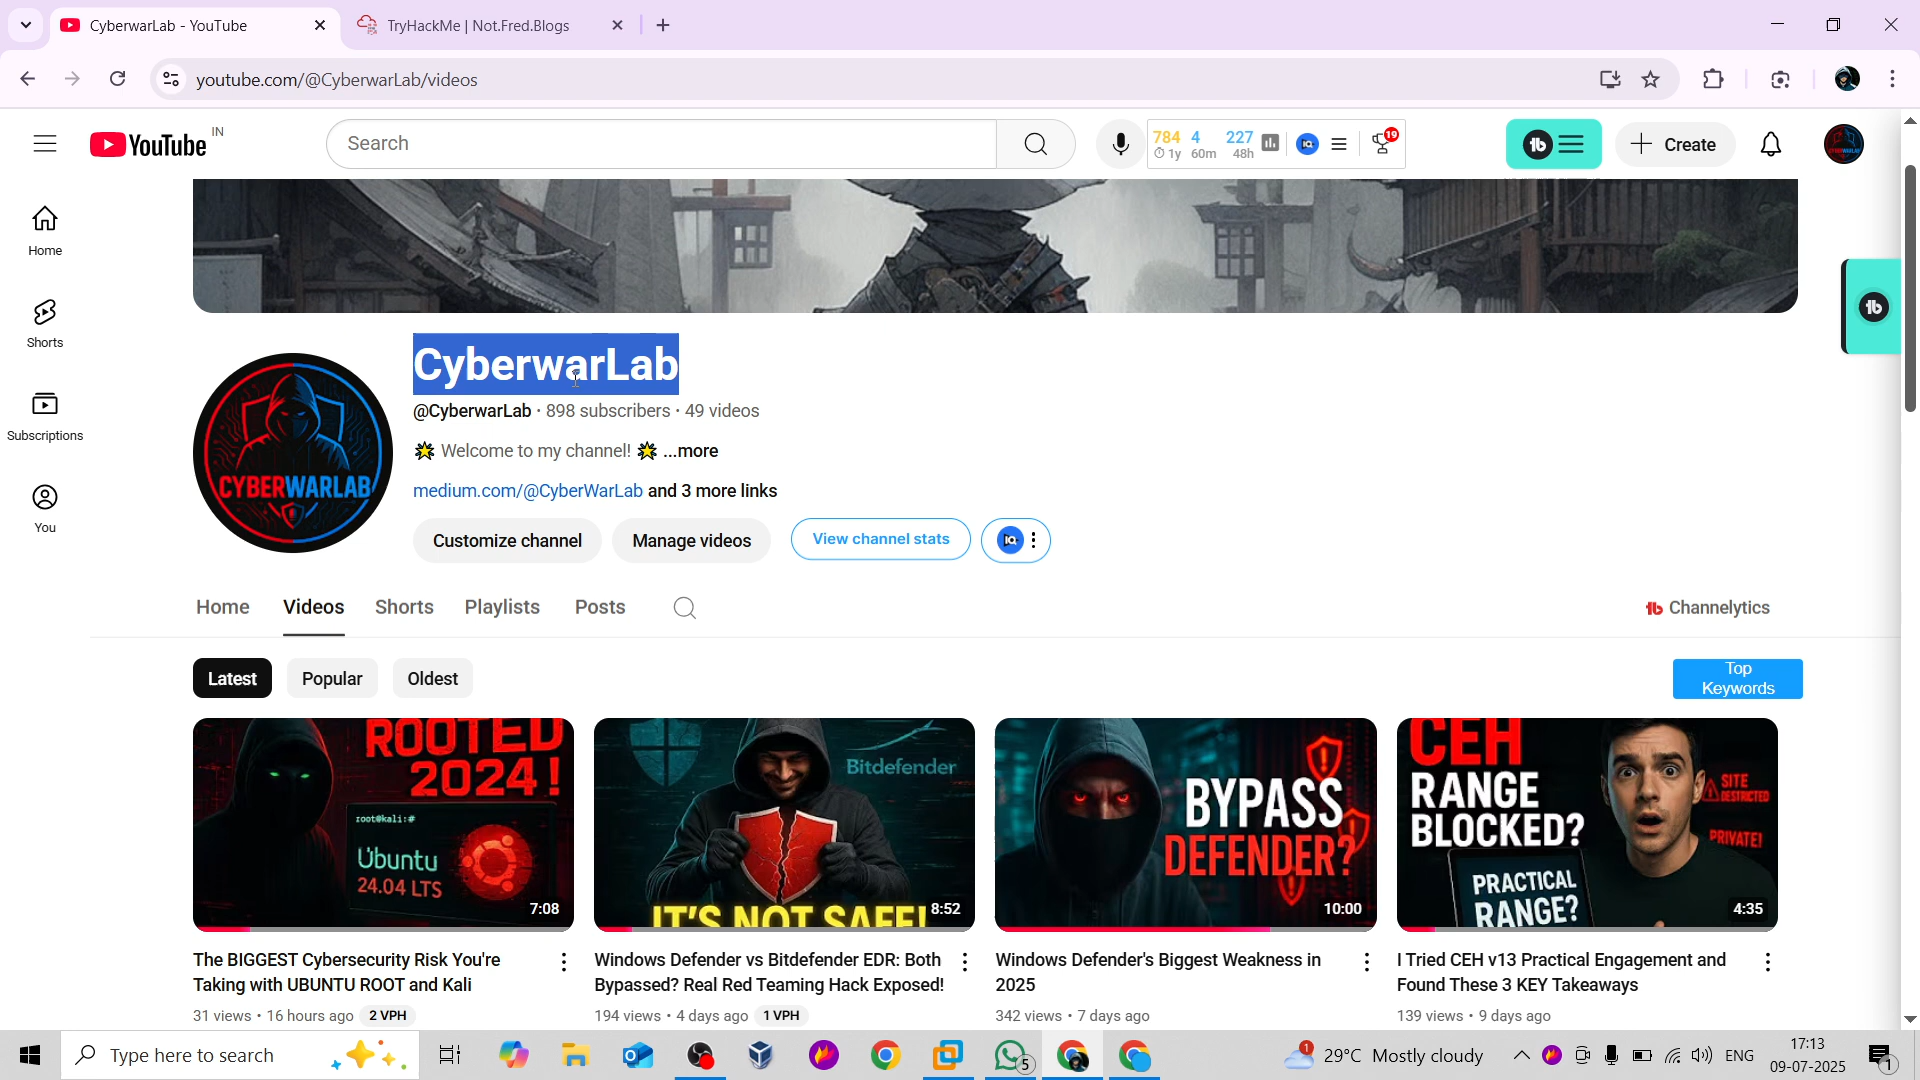 CyberwarLab - YouTube
TryHackMe | Not.Fred.Blogs
youtube.com/@CyberwarLab/videos
YouTube IN
Search
784 4 227
1y 60m 48h
19
Create
Home
Shorts
Subscriptions
You
CYBERWARLAB
CyberwarLab
@CyberwarLab · 898 subscribers · 49 videos
🌟 Welcome to my channel! 🌟 ...more
medium.com/@CyberWarLab and 3 more links
Customize channel
Manage videos
View channel stats
Home
Videos
Shorts
Playlists
Posts
Channelytics
Latest
Popular
Oldest
Top
Keywords
ROOTED
2024!
root@kali:#
Ubuntu
24.04 LTS
7:08
Bitdefender
IT'S NOT SAFE!
8:52
BYPASS
DEFENDER?
10:00
CEH
RANGE
BLOCKED?
SITE
RESTRICTED
PRIVATE!
PRACTICAL
RANGE?
4:35
The BIGGEST Cybersecurity Risk You're
Taking with UBUNTU ROOT and Kali
31 views • 16 hours ago 2 VPH
Windows Defender vs Bitdefender EDR: Both
Bypassed? Real Red Teaming Hack Exposed!
194 views • 4 days ago 1 VPH
Windows Defender's Biggest Weakness in
2025
342 views • 7 days ago
I Tried CEH v13 Practical Engagement and
Found These 3 KEY Takeaways
139 views • 9 days ago
Type here to search
5
1
29°C Mostly cloudy
ENG
17:13
09-07-2025
1